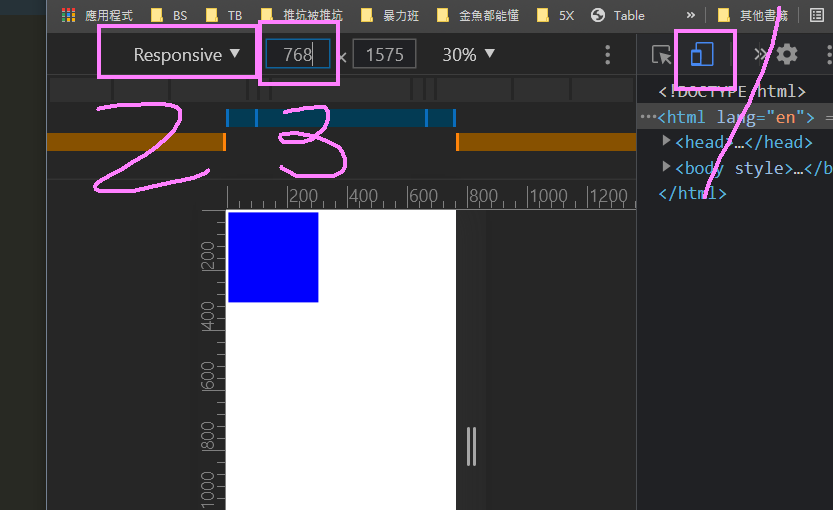 應用程式 BS TB 推坑被推坑 暴力班 金魚都能懂 5X Table » 其他書籤
Responsive ▼ 768 × 1575 30% ▼ »
<!DOCTYPE html>
⋯<html lang="en"> =
▶<head>…</head>
▶<body style>…</b
</html>
2 3 1
200 400 600 800 1000 1200
200
400
600
800
1000